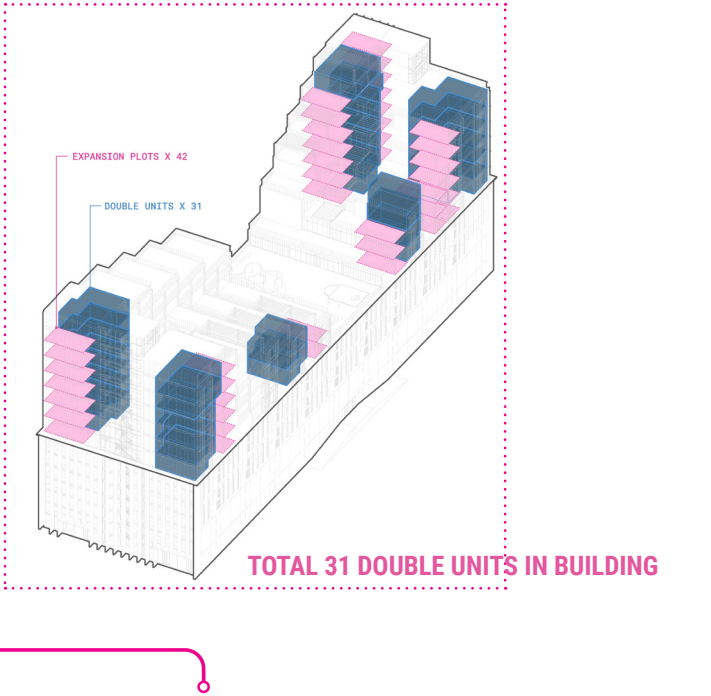 EXPANSION PLOTS X 42
DOUBLE UNITS X 31
TOTAL 31 DOUBLE UNITS IN BUILDING